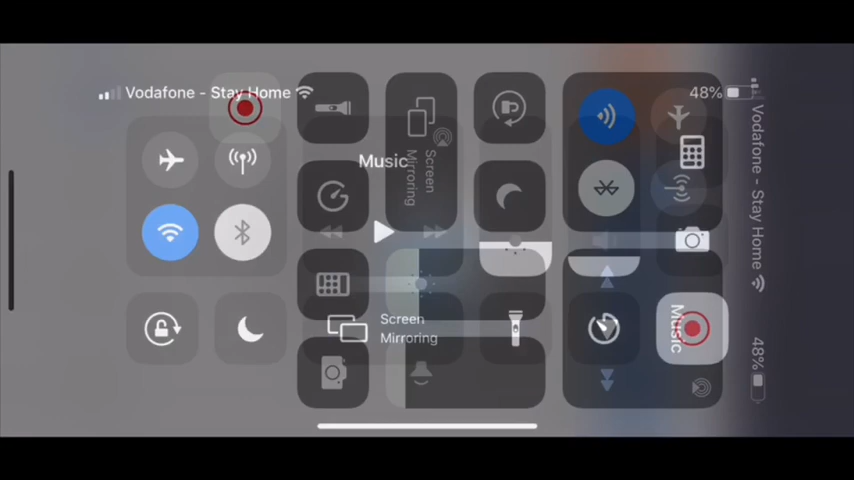 Vodafone - Stay Home
48%
Music
Screen
Mirroring
Screen
Mirroring
Music
Vodafone - Stay Home
48%